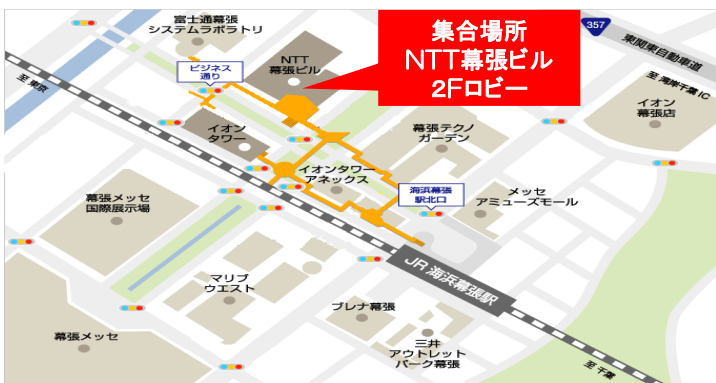 富士通幕張
システムラボラトリ
NTT
幕張ビル
集合場所
NTT幕張ビル
2Fロビー
357
東関東自動車道
至 湾岸千葉IC
イオン
幕張店
至 東京
ビジネス
通り
イオン
タワー
幕張テクノ
ガーデン
イオンタワー
アネックス
海浜幕張
駅北口
メッセ
アミューズモール
幕張メッセ
国際展示場
JR 海浜幕張駅
マリブ
ウエスト
プレナ幕張
幕張メッセ
三井
アウトレット
パーク幕張
至 千葉